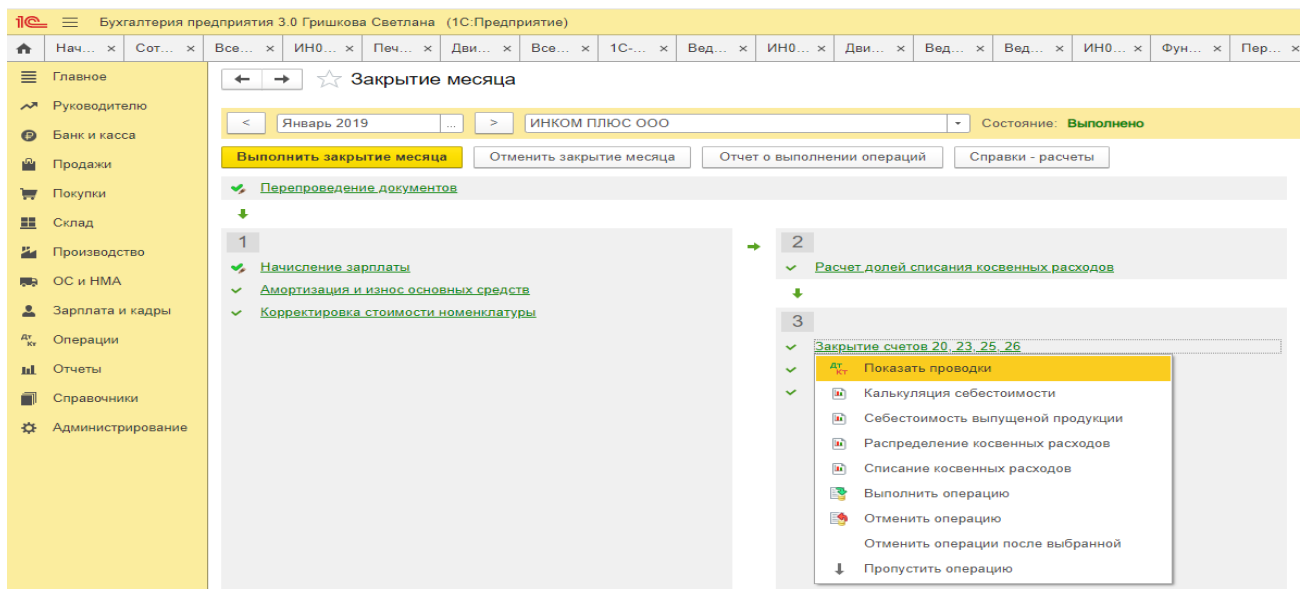 1С Бухгалтерия предприятия 3.0 Гришкова Светлана (1С:Предприятие)
Нач... × Сот... × Все... × ИН0... × Печ... × Дви... × Все... × 1С-... × Вед... × ИН0... × Дви... × Вед... × Вед... × ИН0... × Фун... × Пер... ×
Главное
Руководителю
Банк и касса
Продажи
Покупки
Склад
Производство
ОС и НМА
Зарплата и кадры
Дт Кт Операции
Отчеты
Справочники
Администрирование
Закрытие месяца
< Январь 2019 ... > ИНКОМ ПЛЮС ООО Состояние: Выполнено
Выполнить закрытие месяца Отменить закрытие месяца Отчет о выполнении операций Справки - расчеты
Перепроведение документов
1
Начисление зарплаты
Амортизация и износ основных средств
Корректировка стоимости номенклатуры
2
Расчет долей списания косвенных расходов
3
Закрытие счетов 20, 23, 25, 26
Дт Кт Показать проводки
Калькуляция себестоимости
Себестоимость выпущеной продукции
Распределение косвенных расходов
Списание косвенных расходов
Выполнить операцию
Отменить операцию
Отменить операции после выбранной
Пропустить операцию